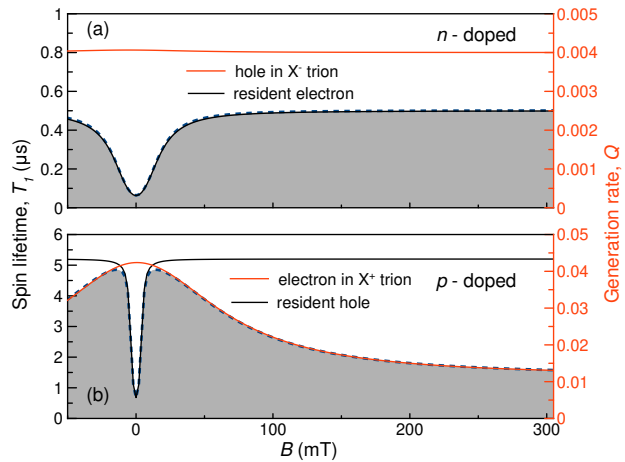 1
0.8
0.6
0.4
0.2
0
(a)
n - doped
hole in X- trion
resident electron
0.005
0.004
0.003
0.002
0.001
0
6
5
4
3
2
1
0
(b)
p - doped
electron in X+ trion
resident hole
0.05
0.04
0.03
0.02
0.01
0
Spin lifetime, T1 (μs)
Generation rate, Q
0 100 200 300
B (mT)